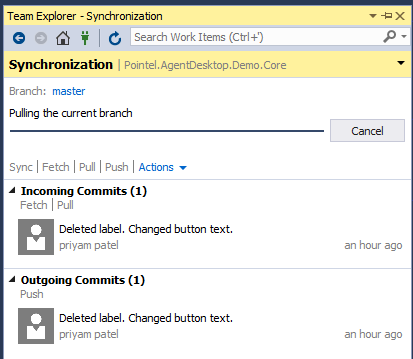 Team Explorer - Synchronization
Search Work Items (Ctrl+')
Synchronization | Pointel.AgentDesktop.Demo.Core
Branch: master
Pulling the current branch
Cancel
Sync | Fetch | Pull | Push | Actions
Incoming Commits (1)
Fetch | Pull
Deleted label. Changed button text.
priyam patel an hour ago
Outgoing Commits (1)
Push
Deleted label. Changed button text.
priyam patel an hour ago